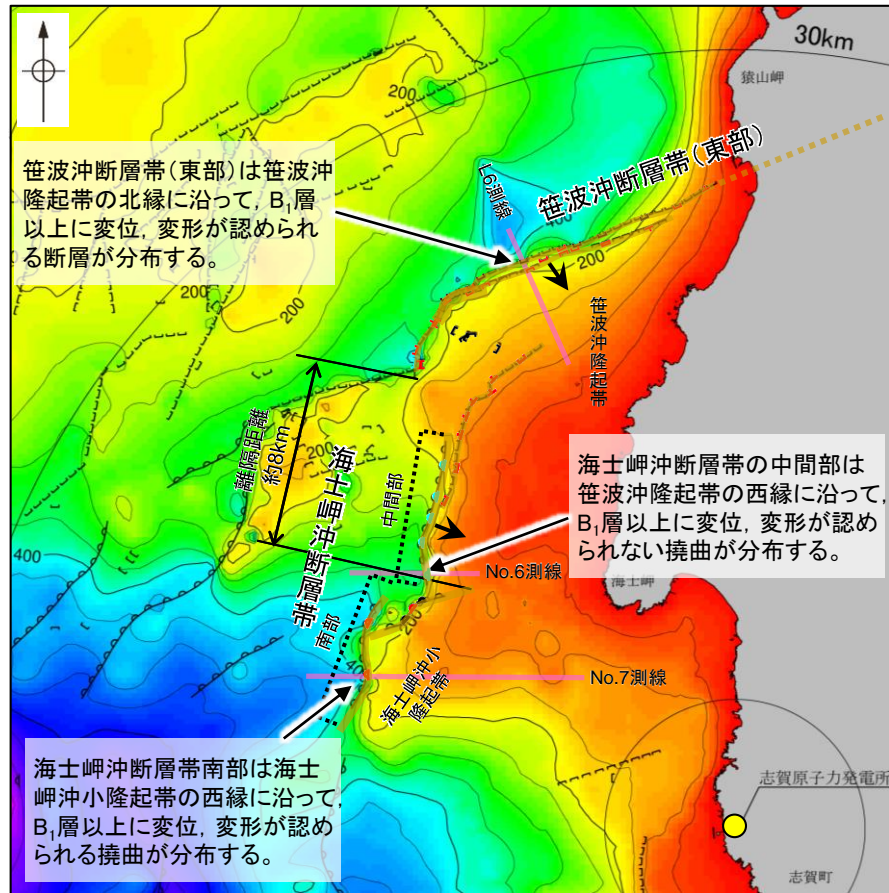 30km
猿山岬
200
笹波沖断層帯(東部)
L6測線
笹波沖断層帯(東部)は笹波沖
隆起帯の北縁に沿って，B₁層
以上に変位，変形が認められ
る断層が分布する。
400
200
200
200
笹波沖隆起帯
離隔距離
約8km
200
海士岬沖断層帯
中間部
海士岬沖断層帯の中間部は
笹波沖隆起帯の西縁に沿って，
B₁層以上に変位，変形が認め
られない撓曲が分布する。
400
No.6測線
海士岬
南部
200
400
海士岬沖小
隆起帯
No.7測線
海士岬沖断層帯南部は海士
岬沖小隆起帯の西縁に沿って，
B₁層以上に変位，変形が認め
られる撓曲が分布する。
志賀原子力発電所
志賀町